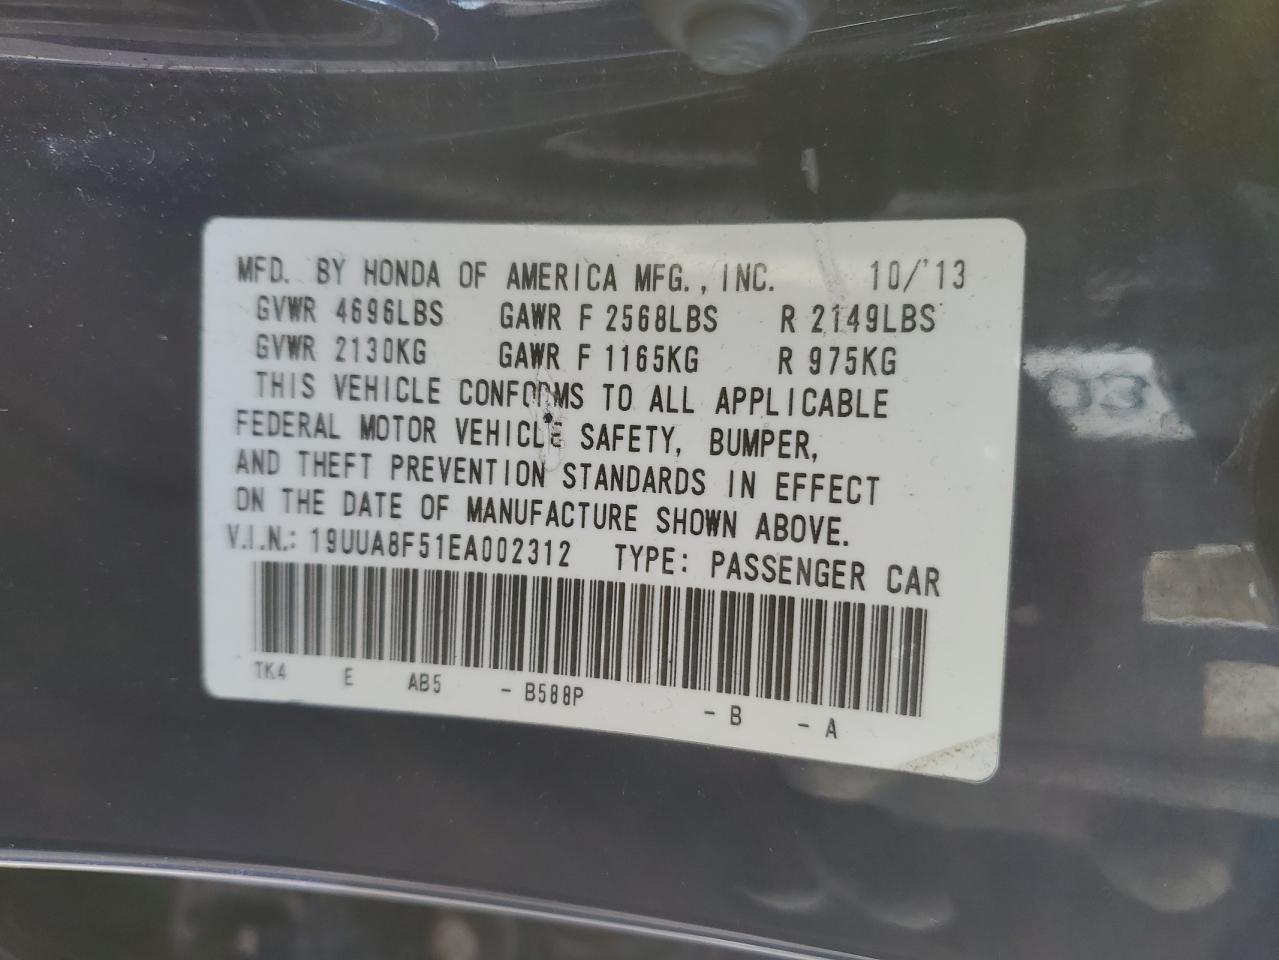 MFD. BY HONDA OF AMERICA MFG., INC. 10/'13
GVWR 4696LBS GAWR F 2568LBS R 2149LBS
GVWR 2130KG GAWR F 1165KG R 975KG
THIS VEHICLE CONFORMS TO ALL APPLICABLE
FEDERAL MOTOR VEHICLE SAFETY, BUMPER,
AND THEFT PREVENTION STANDARDS IN EFFECT
ON THE DATE OF MANUFACTURE SHOWN ABOVE.
V.I.N.: 19UUA8F51EA002312 TYPE: PASSENGER CAR
TK4 E AB5 - B588P - B - A